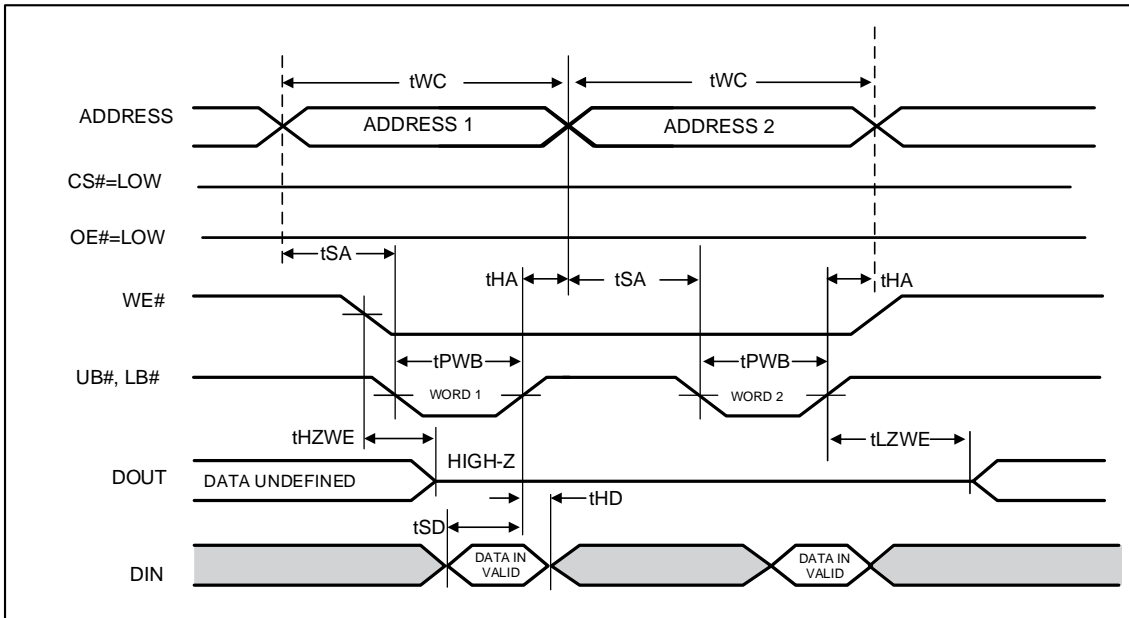 tWC tWC
ADDRESS ADDRESS 1 ADDRESS 2
CS#=LOW
OE#=LOW
tSA tHA tSA tHA
WE#
tPWB tPWB
UB#, LB# WORD 1 WORD 2
tHZWE tLZWE
HIGH-Z
DOUT DATA UNDEFINED
tSD tHD
DIN DATA IN VALID DATA IN VALID